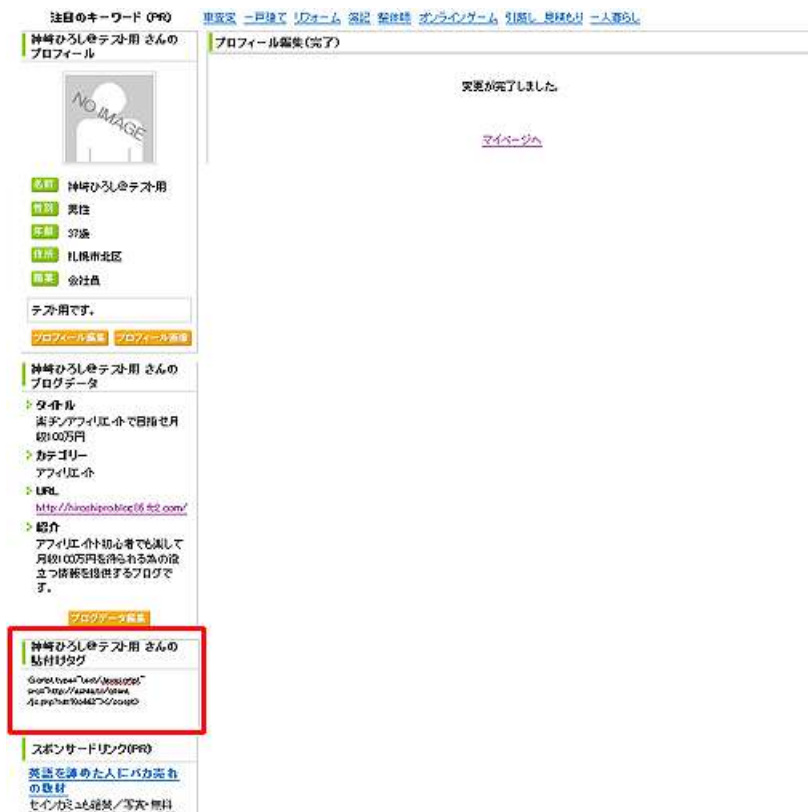 注目のキーワード (PR)
車査定 一戸建て リフォーム 簿記 整体師 オンラインゲーム 引越し 見積もり 一人暮らし
神崎ひろし@テスト用 さんの
プロフィール
プロフィール編集(完了)
変更が完了しました。
マイページへ
NO IMAGE
名前 神崎ひろし@テスト用
性別 男性
年齢 37歳
住所 札幌市北区
職業 会社員
テスト用です。
プロフィール編集 プロフィール画像
神崎ひろし@テスト用 さんの
ブログデータ
タイトル
楽チンアフィリエイトで目指せ月
収100万円
カテゴリー
アフィリエイト
URL
紹介
アフィリエイト初心者でも楽して
月収100万円を得られる為の役
立つ情報を提供するブログで
す。
ブログデータ編集
神崎ひろし@テスト用 さんの
貼付けタグ
スポンサードリンク(PR)
英語を諦めた人にバカ売れ
の取材
セインカミュも絶賛／写真・無料